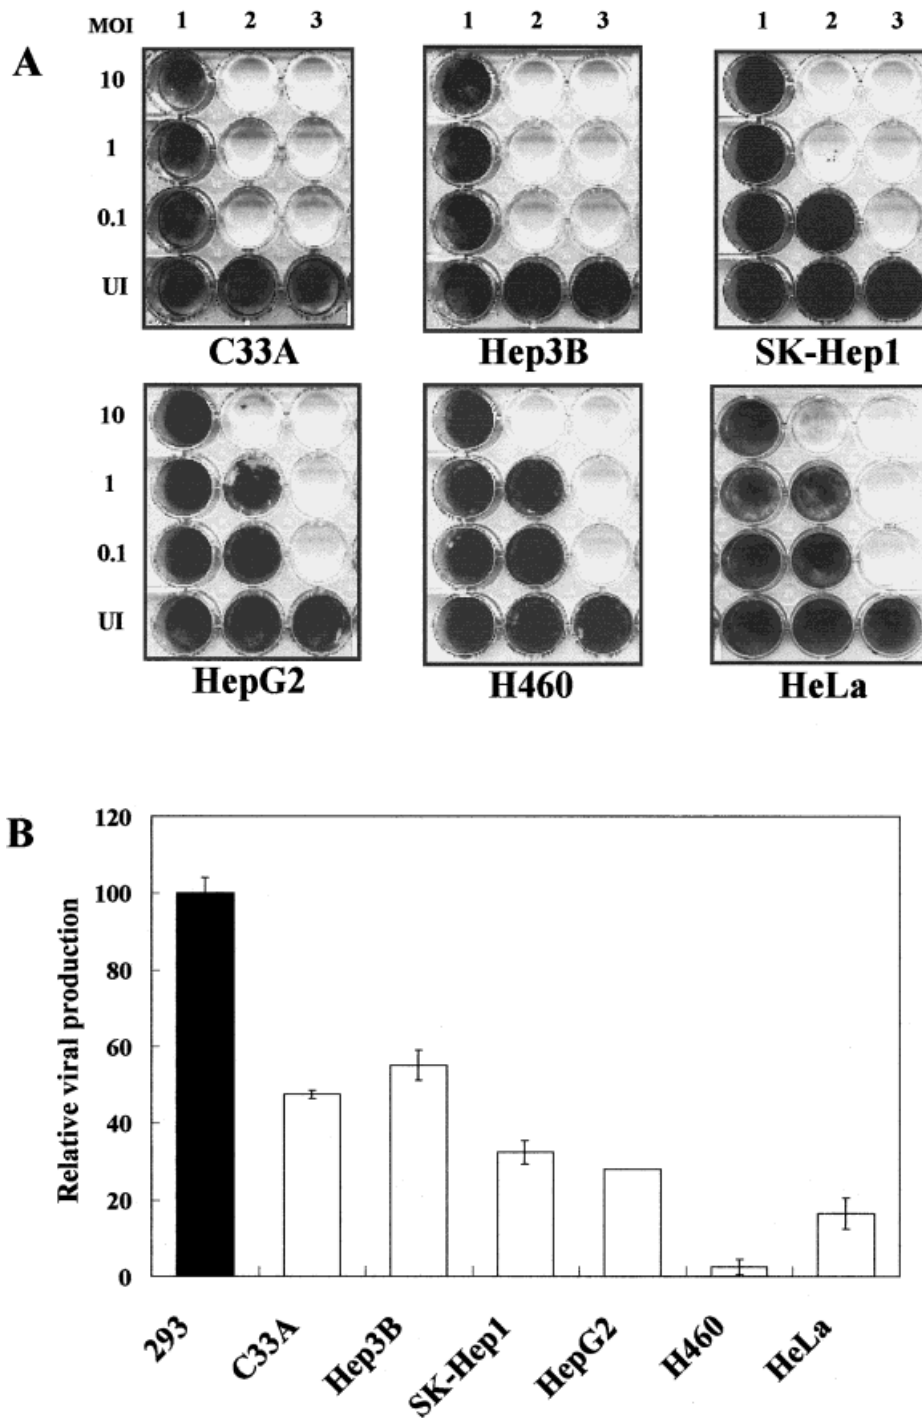 MOI 1 2 3 1 2 3 1 2 3
A
10
1
0.1
UI
C33A Hep3B SK-Hep1
10
1
0.1
UI
HepG2 H460 HeLa
B
Relative viral production
120
100
80
60
40
20
0
293 C33A Hep3B SK-Hep1 HepG2 H460 HeLa